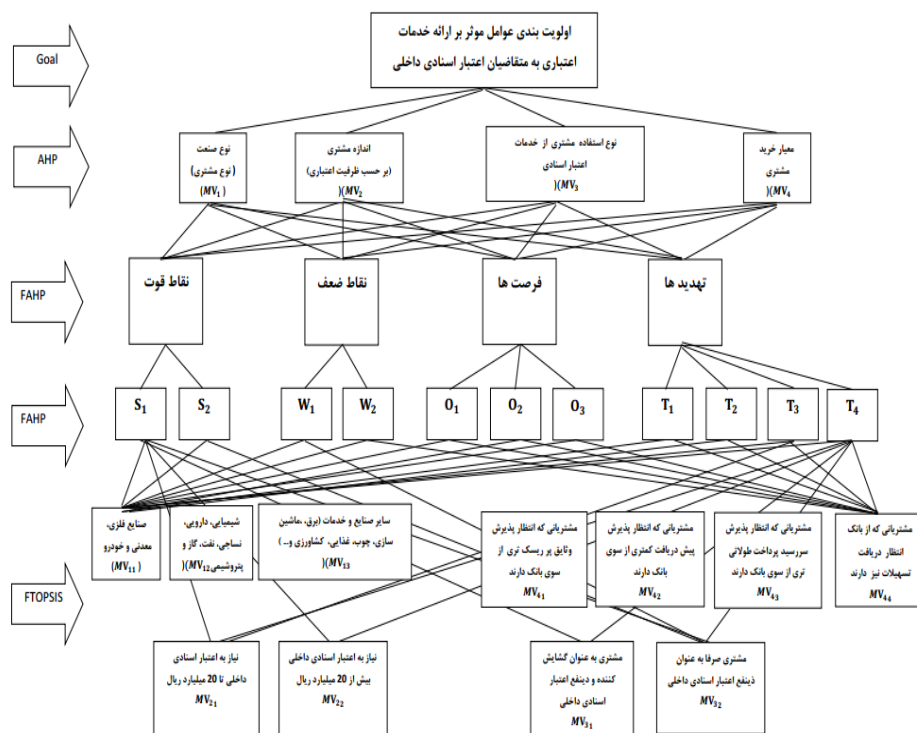 Goal
اولویت بندی عوامل موثر بر ارائه خدمات
اعتباری به متقاضیان اعتبار اسنادی داخلی
AHP
نوع صنعت
(نوع مشتری)
(MV₁)
اندازه مشتری
(بر حسب ظرفیت اعتباری)
)(MV₂
نوع استفاده مشتری از خدمات
اعتبار اسنادی
)(MV₃
معیار خرید
مشتری
)(MV₄
FAHP
نقاط قوت
نقاط ضعف
فرصت ها
تهدید ها
FAHP
S₁
S₂
W₁
W₂
O₁
O₂
O₃
T₁
T₂
T₃
T₄
FTOPSIS
صنایع فلزی،
معدنی و خودرو
(MV₁₁)
شیمیایی، دارویی،
نساجی، نفت، گاز و
پتروشیمی)(MV₁₂
سایر صنایع و خدمات (برق، ،ماشین
سازی، چوب، غذایی، کشاورزی و... )
)(MV₁₃
مشتریانی که انتظار پذیرش
وثایق پر ریسک تری از
سوی بانک دارند
MV₄₁
مشتریانی که انتظار پذیرش
پیش دریافت کمتری از سوی
بانک دارند
MV₄₂
مشتریانی که انتظار پذیرش
سررسید پرداخت طولانی
تری از سوی بانک دارند
MV₄₃
مشتریانی که از بانک
انتظار دریافت
تسهیلات نیز دارند
MV₄₄
نیاز به اعتبار اسنادی
داخلی تا 20 میلیارد ریال
MV₂₁
نیاز به اعتبار اسنادی داخلی
بیش از 20 میلیارد ریال
MV₂₂
مشتری به عنوان گشایش
کننده و دینفع اعتبار
اسنادی داخلی
MV₃₁
مشتری صرفا به عنوان
ذینفع اعتبار اسنادی داخلی
MV₃₂